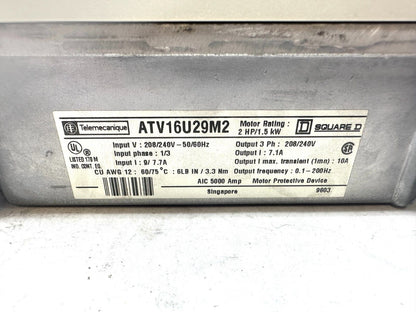 Telemecanique ATV16U29M2 Motor Rating : 2 HP/1.5 kW SQUARE D
Input V : 208/240V-50/60Hz Output 3 Ph : 208/240V
Input phase : 1/3 Output I : 7.1A
Input I : 9/ 7.7A Output I max. transient (1mn) : 10A
UL LISTED 179 M IND. CONT. EQ. Output frequency : 0.1-200Hz
CU AWG 12 : 60/75°C : 6LB IN / 3.3 Nm
AIC 5000 Amp Motor Protective Device
Singapore 9603